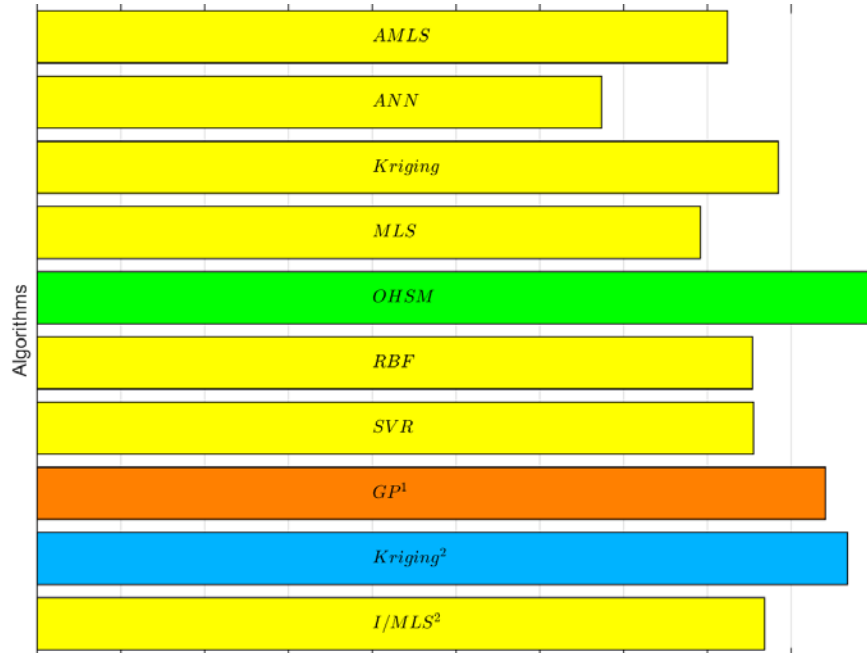 AMLS
ANN
Kriging
MLS
OHSM
RBF
SVR
GP¹
Kriging²
I/MLS²
Algorithms